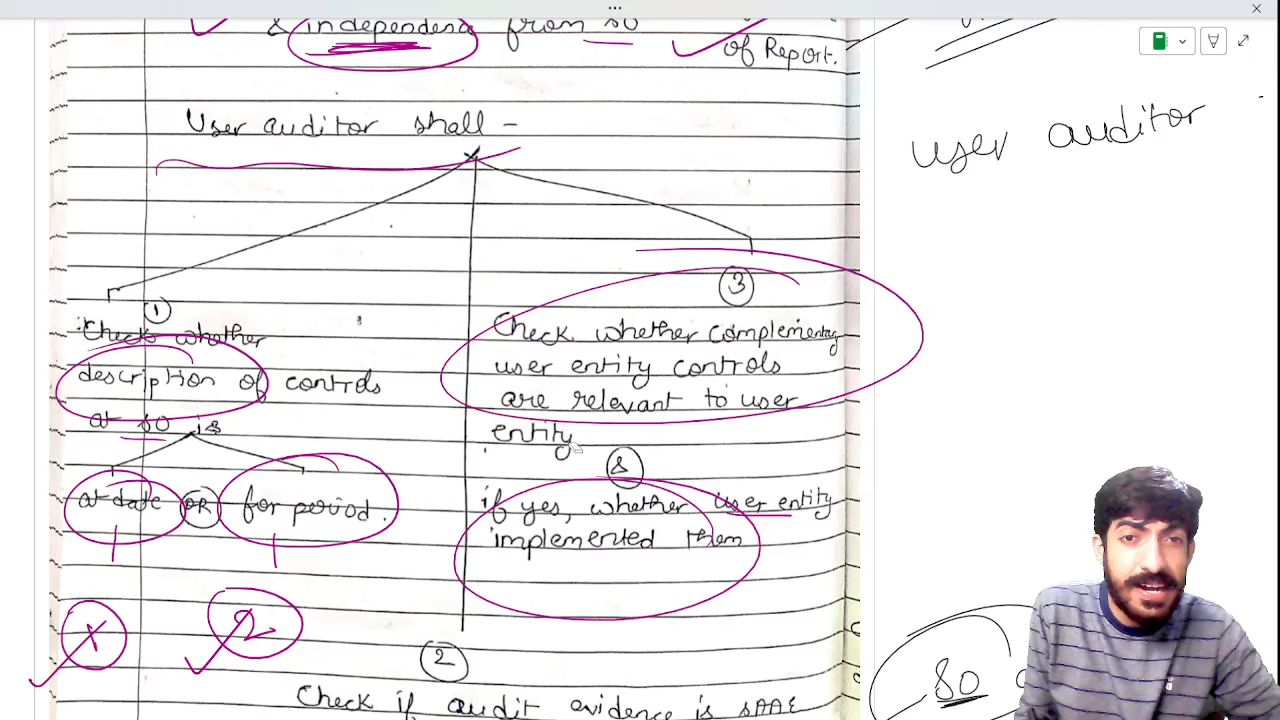 & independence from SO
of Report.
User auditor shall -
user auditor
①
Check whether
description of controls
at SO is
at date OR for period.
1 2
③
Check whether complementary
user entity controls
are relevant to user
entity
&
if yes, whether user entity
implemented them
②
Check if audit evidence is SAAE
SO